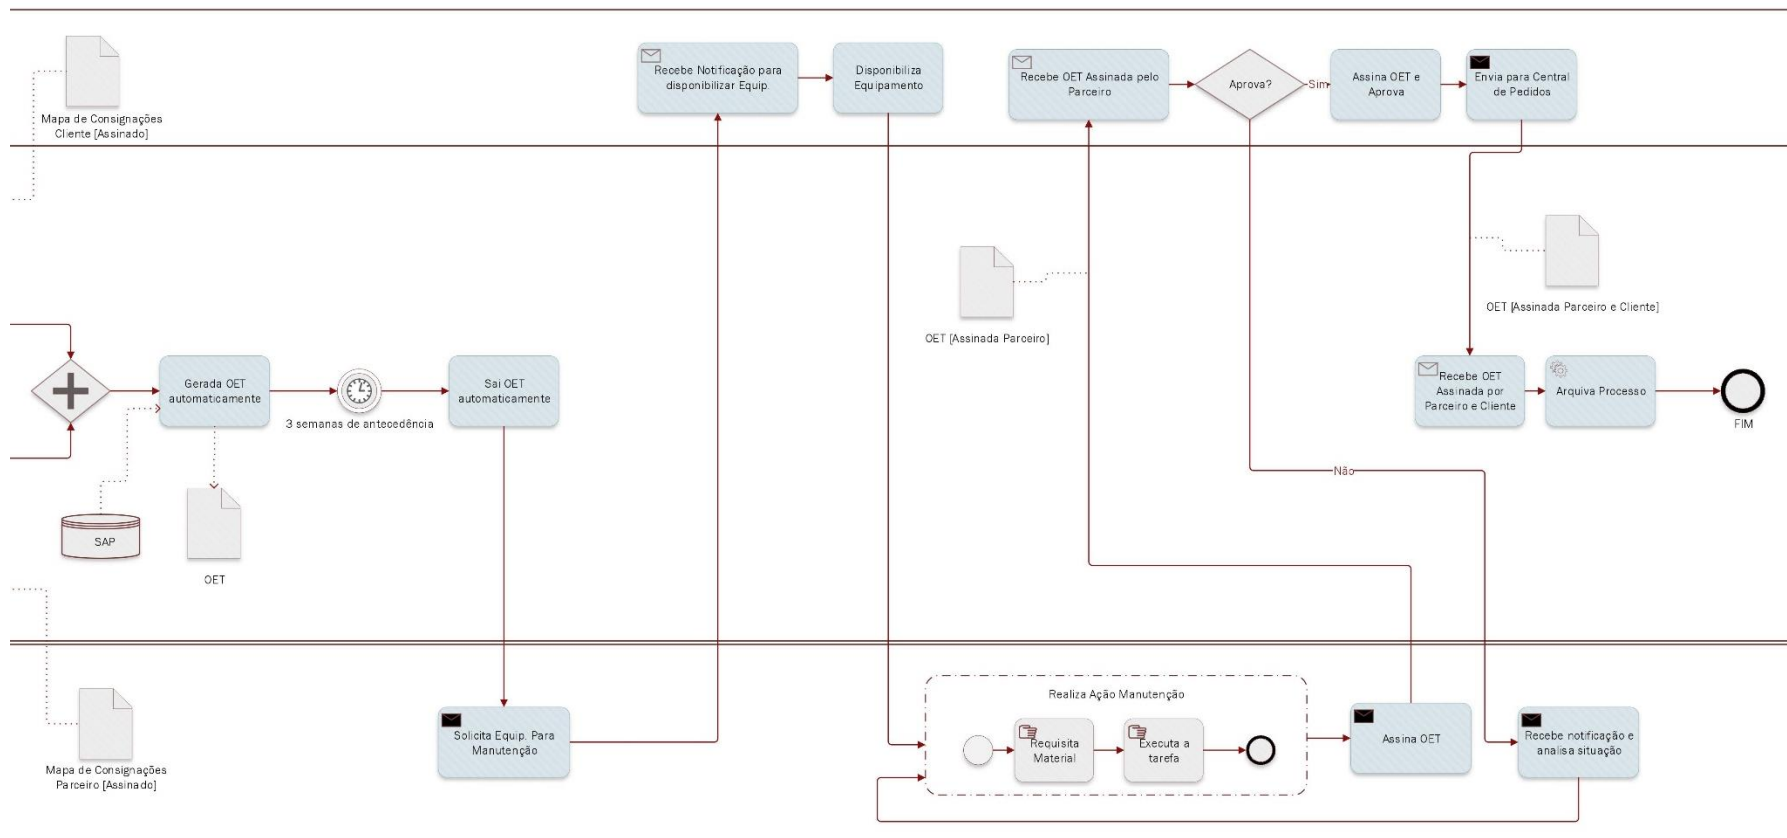 Mapa de Consignações
Cliente [Assinado]
Recebe Notificação para
disponibilizar Equip.
Disponibiliza
Equipamento
Recebe OET Assinada pelo
Parceiro
Aprova?
Sim
Assina OET e
Aprova
Envia para Central
de Pedidos
OET [Assinada Parceiro]
OET [Assinada Parceiro e Cliente]
Gerada OET
automaticamente
3 semanas de antecedência
Sai OET
automaticamente
Recebe OET
Assinada por
Parceiro e Cliente
Arquiva Processo
FIM
Não
SAP
OET
Mapa de Consignações
Parceiro [Assinado]
Solicita Equip. Para
Manutenção
Realiza Ação Manutenção
Requisita
Material
Executa a
tarefa
Assina OET
Recebe notificação e
analisa situação